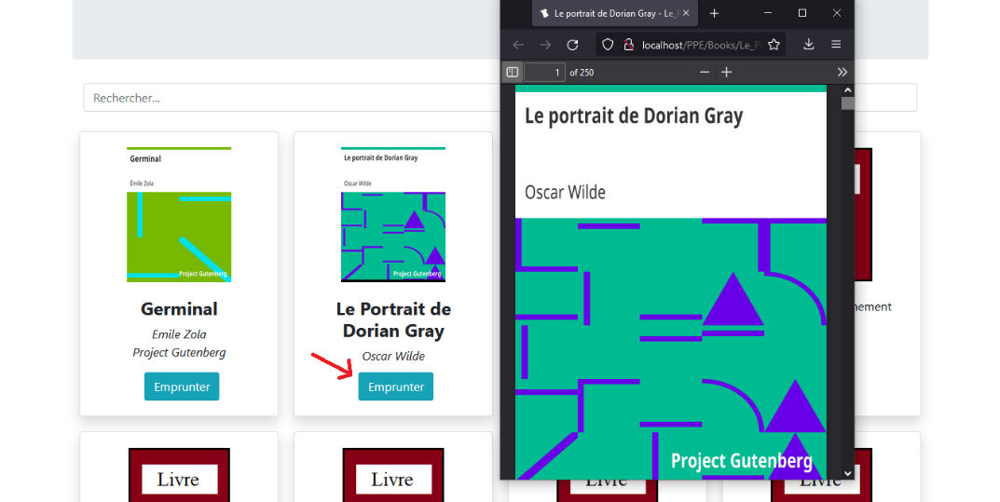 Rechercher...
Germinal
Émile Zola
Project Gutenberg
Germinal
Emile Zola
Project Gutenberg
Emprunter
Le portrait de Dorian Gray
Oscar Wilde
Project Gutenberg
Le Portrait de
Dorian Gray
Oscar Wilde
Emprunter
Le portrait de Dorian Gray - Le_
localhost/PPE/Books/Le_P
1 of 250
Le portrait de Dorian Gray
Oscar Wilde
Project Gutenberg
nement
Livre
Livre
Livre
Livre